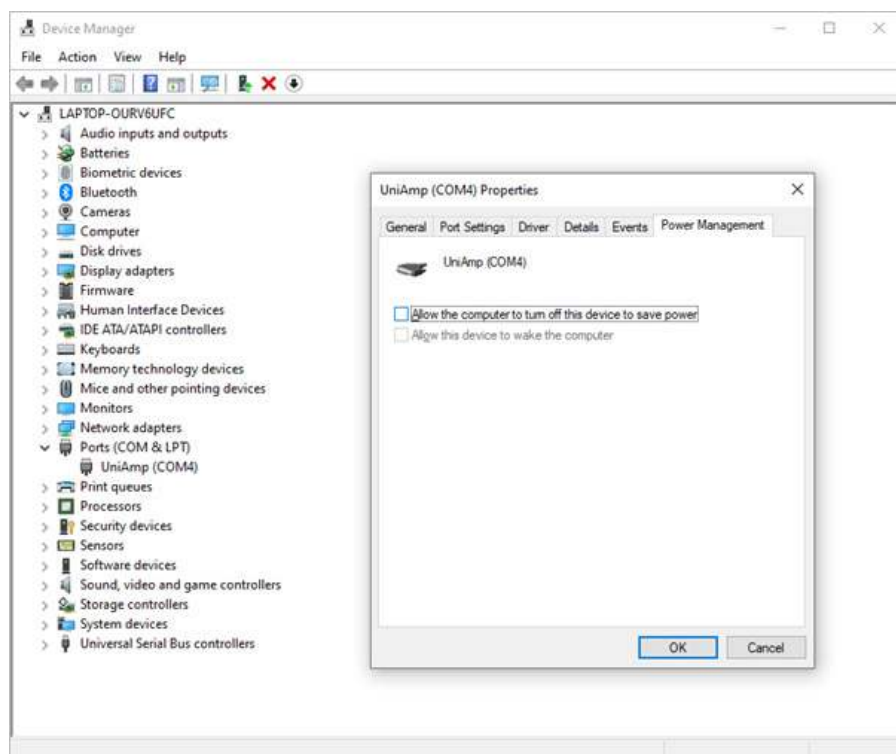 Device Manager
File Action View Help
LAPTOP-OURV6UFC
Audio inputs and outputs
Batteries
Biometric devices
Bluetooth
Cameras
Computer
Disk drives
Display adapters
Firmware
Human Interface Devices
IDE ATA/ATAPI controllers
Keyboards
Memory technology devices
Mice and other pointing devices
Monitors
Network adapters
Ports (COM & LPT)
UniAmp (COM4)
Print queues
Processors
Security devices
Sensors
Software devices
Sound, video and game controllers
Storage controllers
System devices
Universal Serial Bus controllers
UniAmp (COM4) Properties
General Port Settings Driver Details Events Power Management
UniAmp (COM4)
Allow the computer to turn off this device to save power
Allow this device to wake the computer
OK Cancel